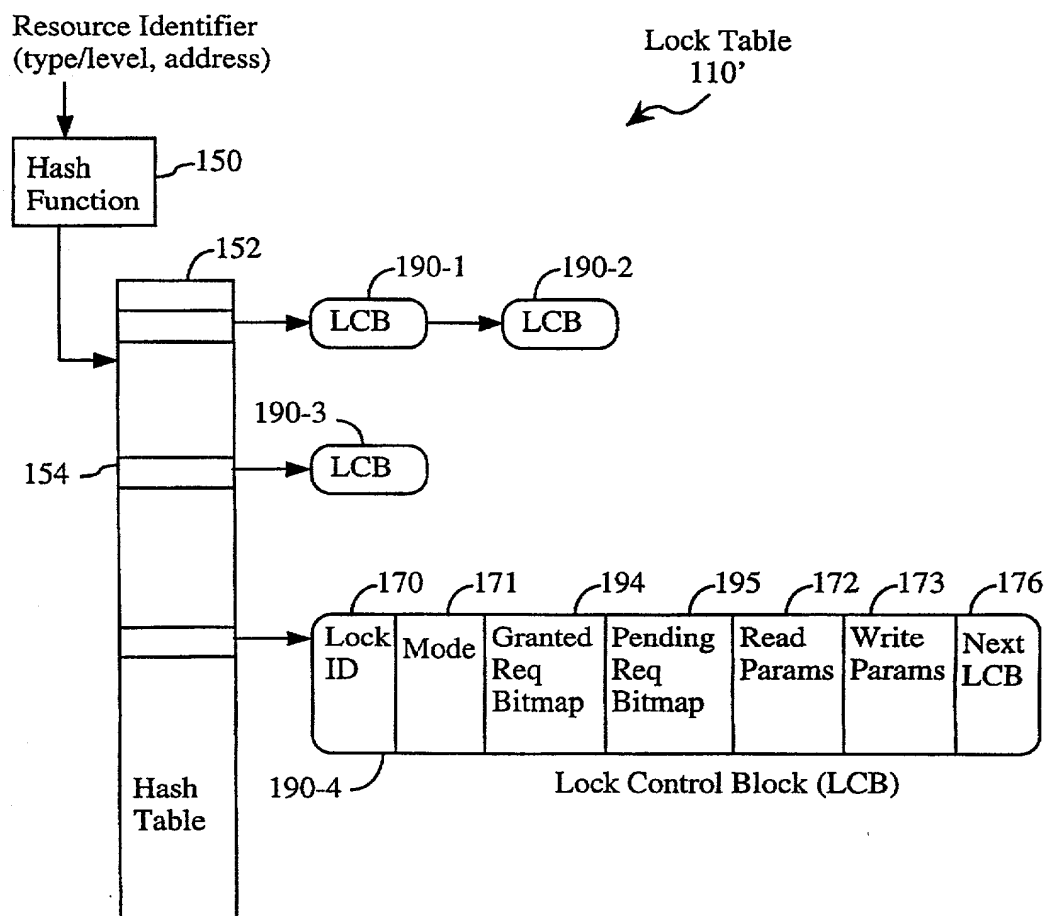 Resource Identifier
(type/level, address)
Lock Table
110'
Hash
Function
150
152
190-1
190-2
LCB
LCB
190-3
154
LCB
170
171
194
195
172
173
176
Lock
ID
Mode
Granted
Req
Bitmap
Pending
Req
Bitmap
Read
Params
Write
Params
Next
LCB
190-4
Lock Control Block (LCB)
Hash
Table